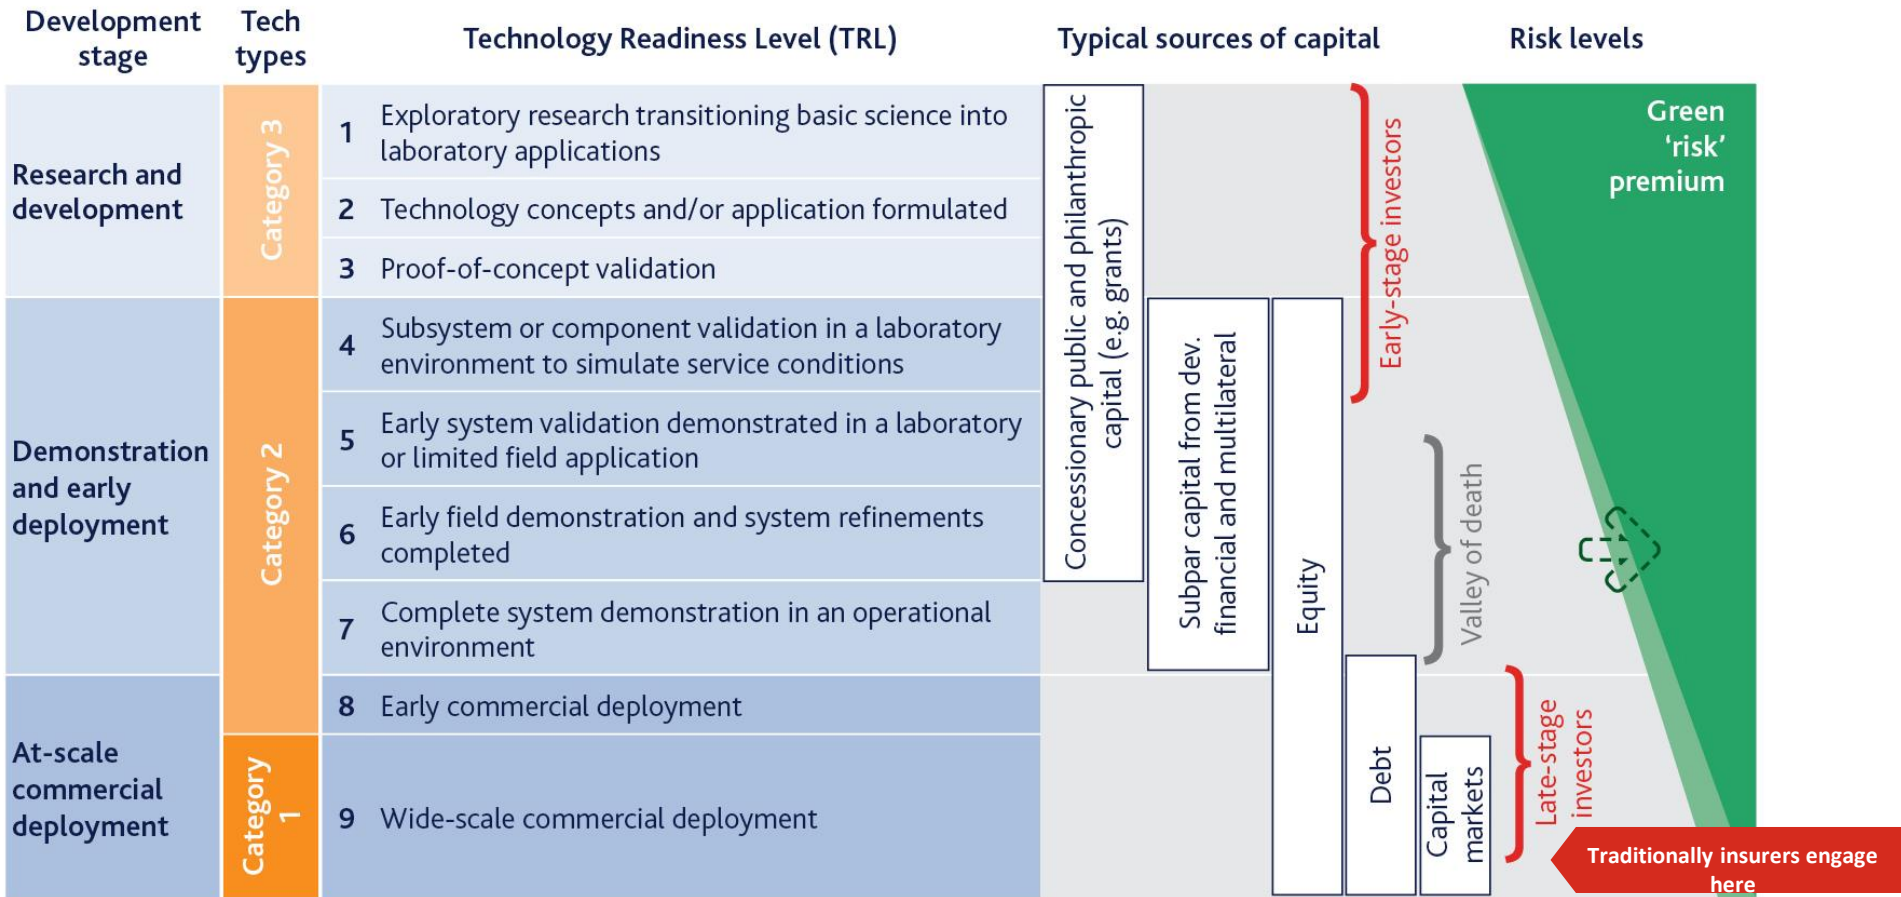 Development
stage
Tech
types
Technology Readiness Level (TRL)
Typical sources of capital
Risk levels
Research and
development
Category 3
1 Exploratory research transitioning basic science into
laboratory applications
2 Technology concepts and/or application formulated
3 Proof-of-concept validation
Demonstration
and early
deployment
Category 2
4 Subsystem or component validation in a laboratory
environment to simulate service conditions
5 Early system validation demonstrated in a laboratory
or limited field application
6 Early field demonstration and system refinements
completed
7 Complete system demonstration in an operational
environment
At-scale
commercial
deployment
8 Early commercial deployment
Category
1
9 Wide-scale commercial deployment
Concessionary public and philanthropic
capital (e.g. grants)
Subpar capital from dev.
financial and multilateral
Equity
Debt
Capital
markets
Early-stage investors
Valley of death
Late-stage
investors
Green
‘risk’
premium
Traditionally insurers engage
here